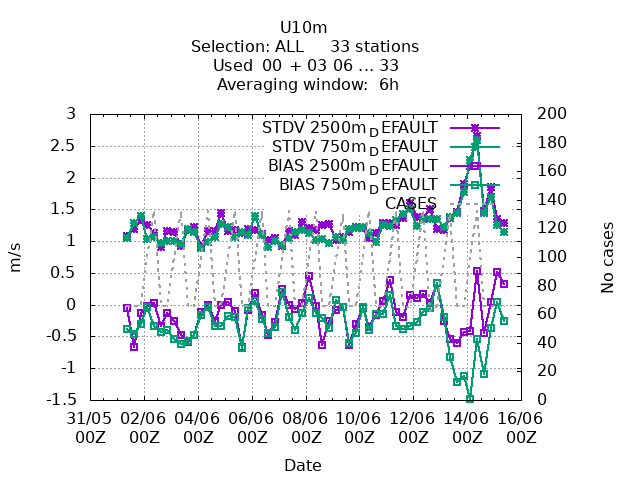 U10m
Selection: ALL 33 stations
Used 00 + 03 06 ... 33
Averaging window: 6h
STDV 2500m_DEFAULT
STDV 750m_DEFAULT
BIAS 2500m_DEFAULT
BIAS 750m_DEFAULT
CASES
3
2.5
2
1.5
1
0.5
0
-0.5
-1
-1.5
m/s
200
180
160
140
120
100
80
60
40
20
0
No cases
31/05 02/06 04/06 06/06 08/06 10/06 12/06 14/06 16/06
00Z 00Z 00Z 00Z 00Z 00Z 00Z 00Z 00Z
Date